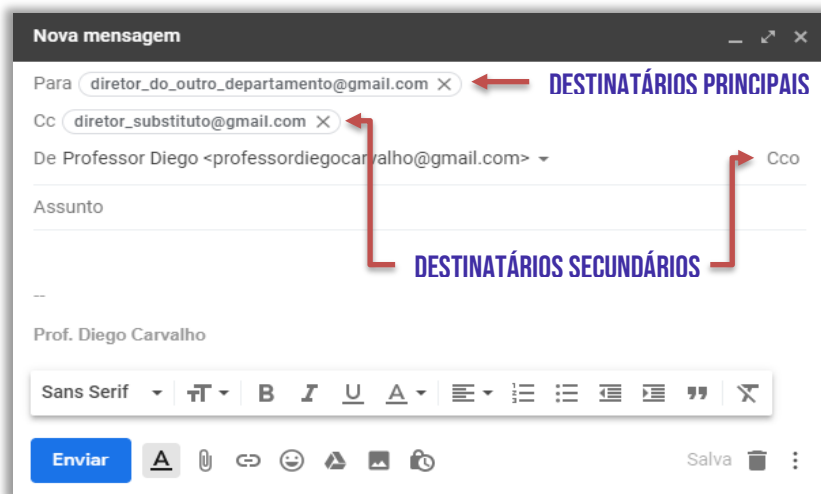 Nova mensagem
Para diretor_do_outro_departamento@gmail.com DESTINATÁRIOS PRINCIPAIS
Cc diretor_substituto@gmail.com
De Professor Diego <professordiegocarvalho@gmail.com> Cco
Assunto
DESTINATÁRIOS SECUNDÁRIOS
--
Prof. Diego Carvalho
Sans Serif
Enviar Salva